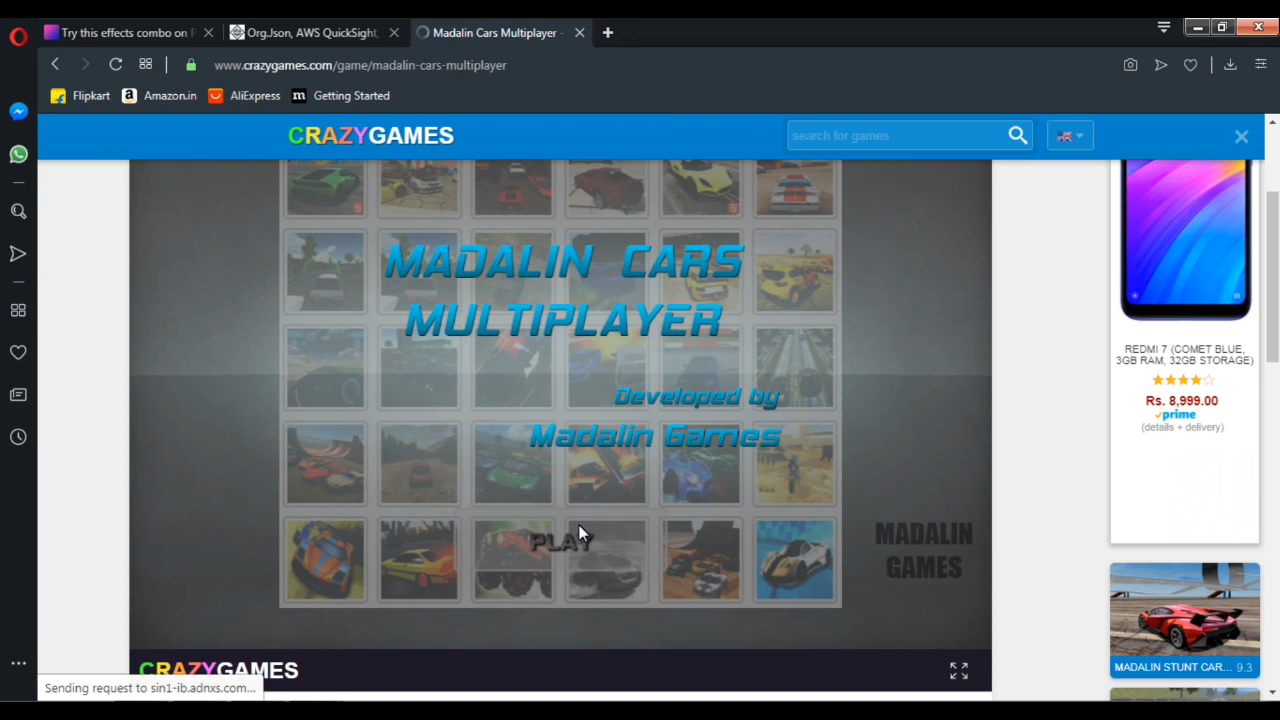 Try this effects combo on P
Org.Json, AWS QuickSight,
Madalin Cars Multiplayer -
www.crazygames.com/game/madalin-cars-multiplayer
Flipkart
Amazon.in
AliExpress
Getting Started
CRAZYGAMES
search for games
MADALIN CARS
MULTIPLAYER
Developed by
Madalin Games
PLAY
MADALIN
GAMES
REDMI 7 (COMET BLUE,
3GB RAM, 32GB STORAGE)
Rs. 8,999.00
prime
(details + delivery)
MADALIN STUNT CAR... 9.3
CRAZYGAMES
Sending request to sin1-ib.adnxs.com...